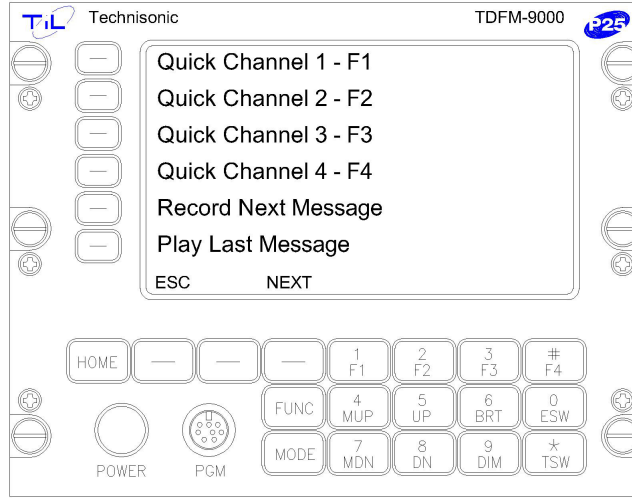 TiL Technisonic TDFM-9000 P25
Quick Channel 1 - F1
Quick Channel 2 - F2
Quick Channel 3 - F3
Quick Channel 4 - F4
Record Next Message
Play Last Message
ESC NEXT
HOME 1 2 3 #
F1 F2 F3 F4
FUNC 4 5 6 0
MUP UP BRT ESW
MODE 7 8 9 *
MDN DN DIM TSW
POWER PGM